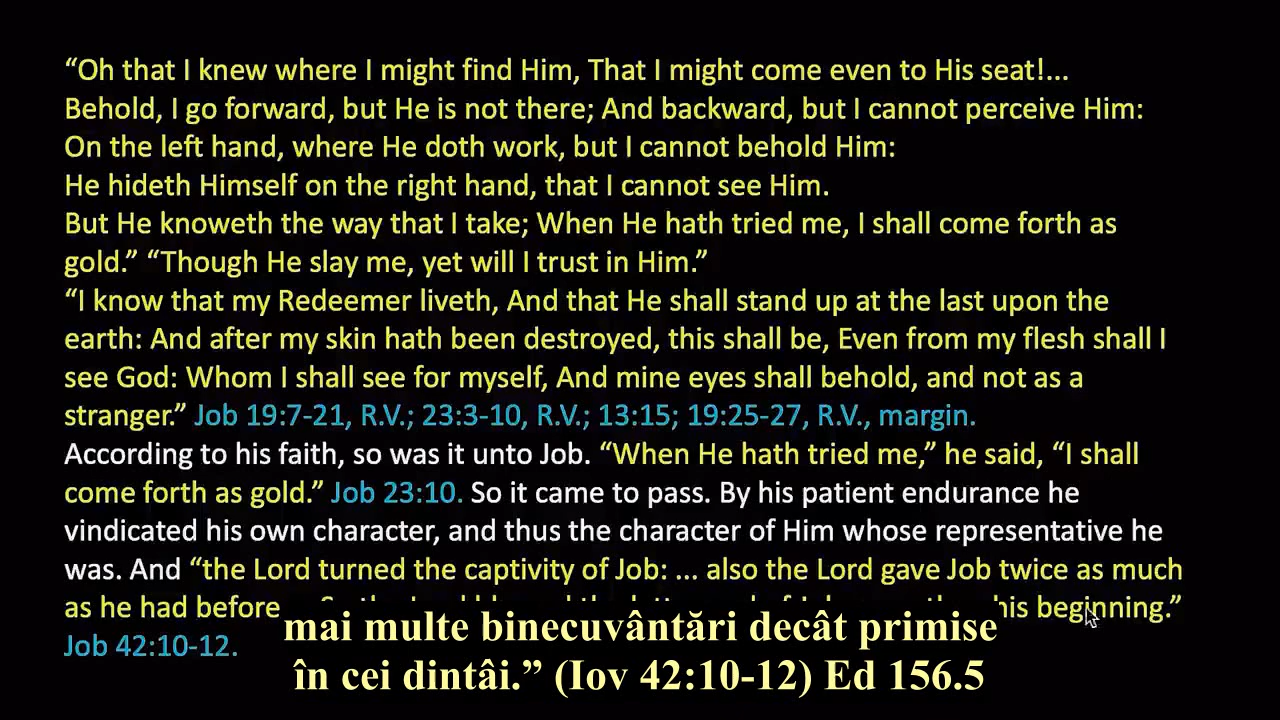 “Oh that I knew where I might find Him, That I might come even to His seat!...
Behold, I go forward, but He is not there; And backward, but I cannot perceive Him:
On the left hand, where He doth work, but I cannot behold Him:
He hideth Himself on the right hand, that I cannot see Him.
But He knoweth the way that I take; When He hath tried me, I shall come forth as
gold.” “Though He slay me, yet will I trust in Him.”
“I know that my Redeemer liveth, And that He shall stand up at the last upon the
earth: And after my skin hath been destroyed, this shall be, Even from my flesh shall I
see God: Whom I shall see for myself, And mine eyes shall behold, and not as a
stranger.” Job 19:7-21, R.V.; 23:3-10, R.V.; 13:15; 19:25-27, R.V., margin.
According to his faith, so was it unto Job. “When He hath tried me,” he said, “I shall
come forth as gold.” Job 23:10. So it came to pass. By his patient endurance he
vindicated his own character, and thus the character of Him whose representative he
was. And “the Lord turned the captivity of Job: ... also the Lord gave Job twice as much
as he had before his beginning.”
Job 42:10-12.
mai multe binecuvântări decât primise
în cei dintâi.” (Iov 42:10-12) Ed 156.5